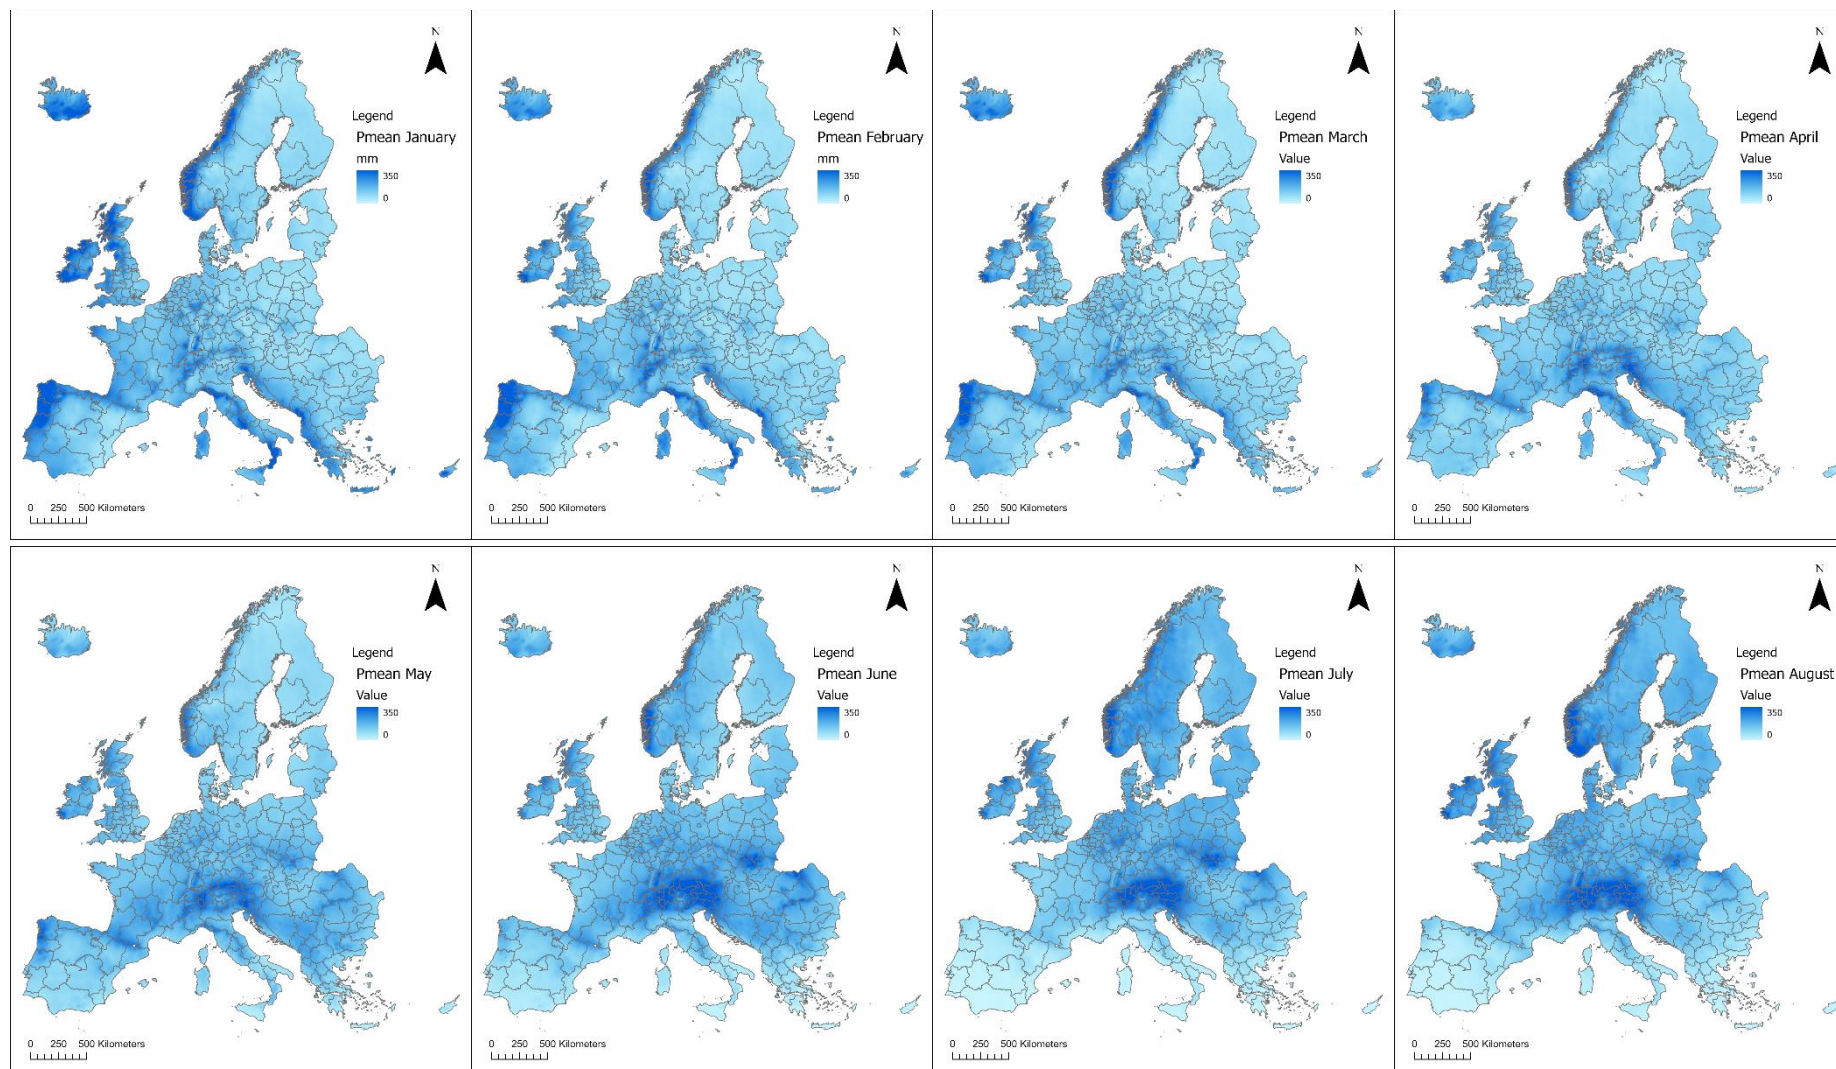 N
Legend
Pmean January
mm
350
0
0 250 500 Kilometers
N
Legend
Pmean February
mm
350
0
0 250 500 Kilometers
N
Legend
Pmean March
Value
350
0
0 250 500 Kilometers
N
Legend
Pmean April
Value
350
0
0 250 500 Kilometers
N
Legend
Pmean May
Value
350
0
0 250 500 Kilometers
N
Legend
Pmean June
Value
350
0
0 250 500 Kilometers
N
Legend
Pmean July
Value
350
0
0 250 500 Kilometers
N
Legend
Pmean August
Value
350
0
0 250 500 Kilometers